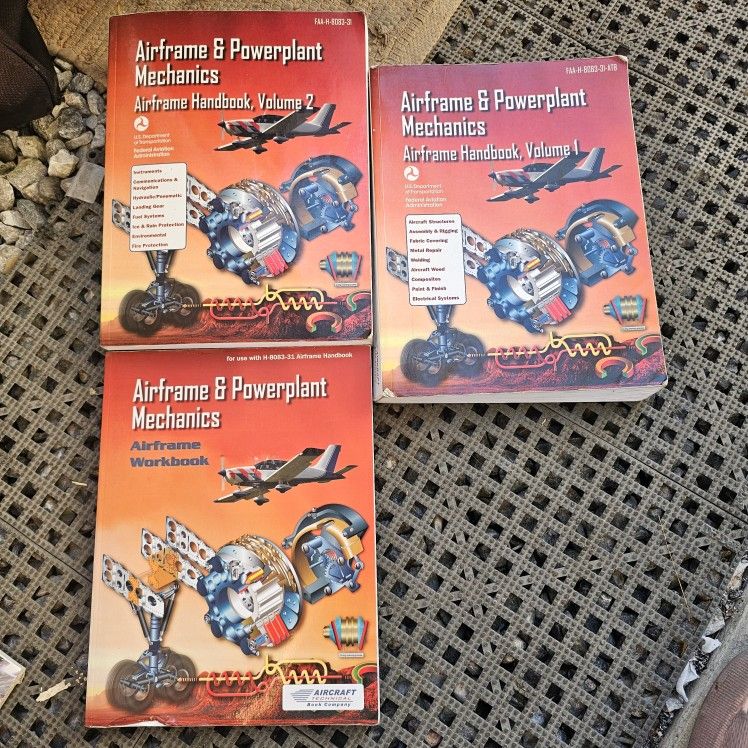 FAA-H-8083-31
Airframe & Powerplant
Mechanics
Airframe Handbook, Volume 2
U.S. Department
of Transportation
Federal Aviation
Administration
Instruments
Communications &
Navigation
Hydraulic/Pneumatic
Landing Gear
Fuel Systems
Ice & Rain Protection
Environmental
Fire Protection
FAA-H-8083-31-ATB
Airframe & Powerplant
Mechanics
Airframe Handbook, Volume 1
U.S. Department
of Transportation
Federal Aviation
Administration
Aircraft Structures
Assembly & Rigging
Fabric Covering
Metal Repair
Welding
Aircraft Wood
Composites
Paint & Finish
Electrical Systems
for use with H-8083-31 Airframe Handbook
Airframe & Powerplant
Mechanics
Airframe
Workbook
AIRCRAFT
TECHNICAL
Book Company